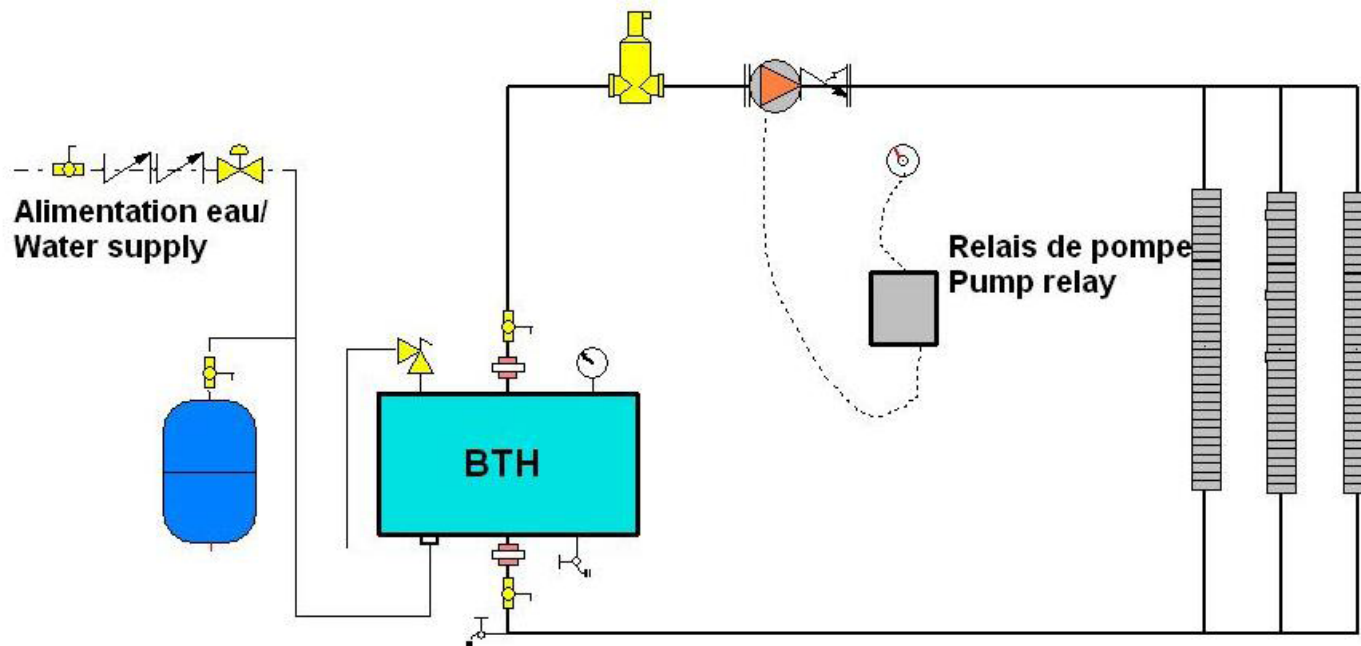 Alimentation eau/
Water supply
Relais de pompe
Pump relay
BTH